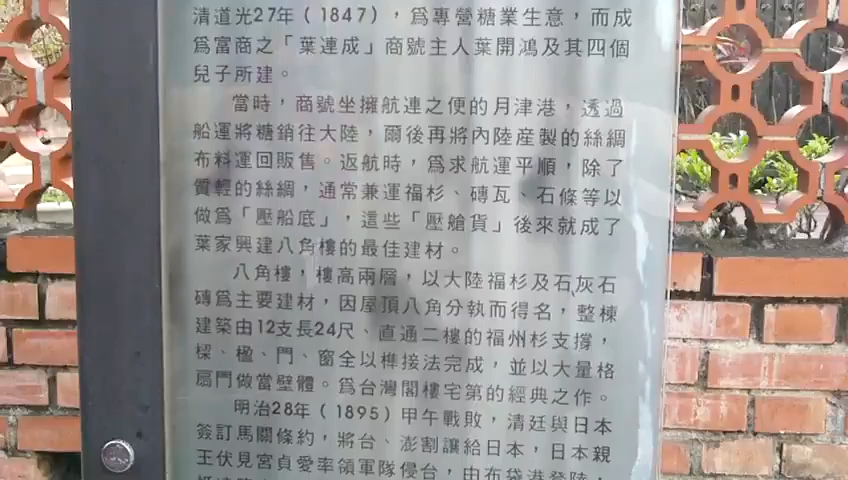 清道光27年（1847），爲專營糖業生意，而成
爲富商之「葉連成」商號主人葉開鴻及其四個
兒子所建。
當時，商號坐擁航運之便的月津港，透過
船運將糖銷往大陸，爾後再將內陸産製的絲綢
布料運回販售。返航時，爲求航運平順，除了
質輕的絲綢，通常兼運福杉、磚瓦、石條等以
做爲「壓船底」，這些「壓艙貨」後來就成了
葉家興建八角樓的最佳建材。
八角樓，樓高兩層，以大陸福杉及石灰石
磚爲主要建材，因屋頂八角分執而得名，整棟
建築由12支長24尺、直通二樓的福州杉支撐，
樑、楹、門、窗全以榫接法完成，並以大量格
扇門做當壁體。爲台灣閣樓宅第的經典之作。
明治28年（1895）甲午戰敗，清廷與日本
簽訂馬關條約，將台、澎割讓給日本，日本親
王伏見宮貞愛率領軍隊侵台，由布袋港登陸，